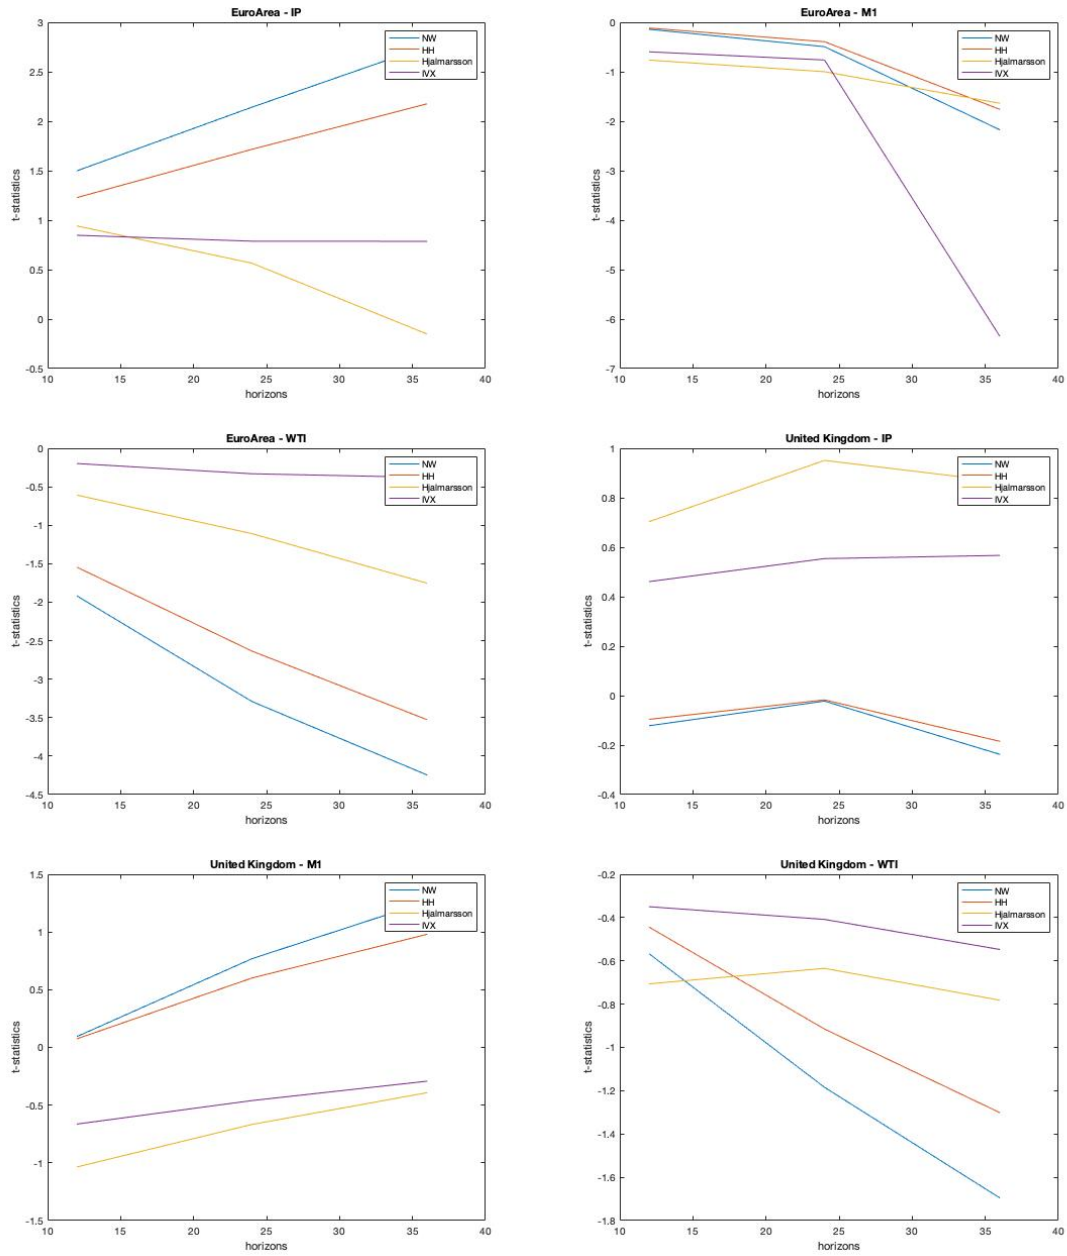 EuroArea - IP
3
2.5
2
1.5
1
0.5
0
-0.5
t-statistics
NW
HH
Hjalmarsson
IVX
10 15 20 25 30 35 40
horizons
EuroArea - M1
0
-1
-2
-3
-4
-5
-6
-7
t-statistics
NW
HH
Hjalmarsson
IVX
10 15 20 25 30 35 40
horizons
EuroArea - WTI
0
-0.5
-1
-1.5
-2
-2.5
-3
-3.5
-4
-4.5
t-statistics
NW
HH
Hjalmarsson
IVX
10 15 20 25 30 35 40
horizons
United Kingdom - IP
1
0.8
0.6
0.4
0.2
0
-0.2
-0.4
t-statistics
NW
HH
Hjalmarsson
IVX
10 15 20 25 30 35 40
horizons
United Kingdom - M1
1.5
1
0.5
0
-0.5
-1
-1.5
t-statistics
NW
HH
Hjalmarsson
IVX
10 15 20 25 30 35 40
horizons
United Kingdom - WTI
-0.2
-0.4
-0.6
-0.8
-1
-1.2
-1.4
-1.6
-1.8
t-statistics
NW
HH
Hjalmarsson
IVX
10 15 20 25 30 35 40
horizons